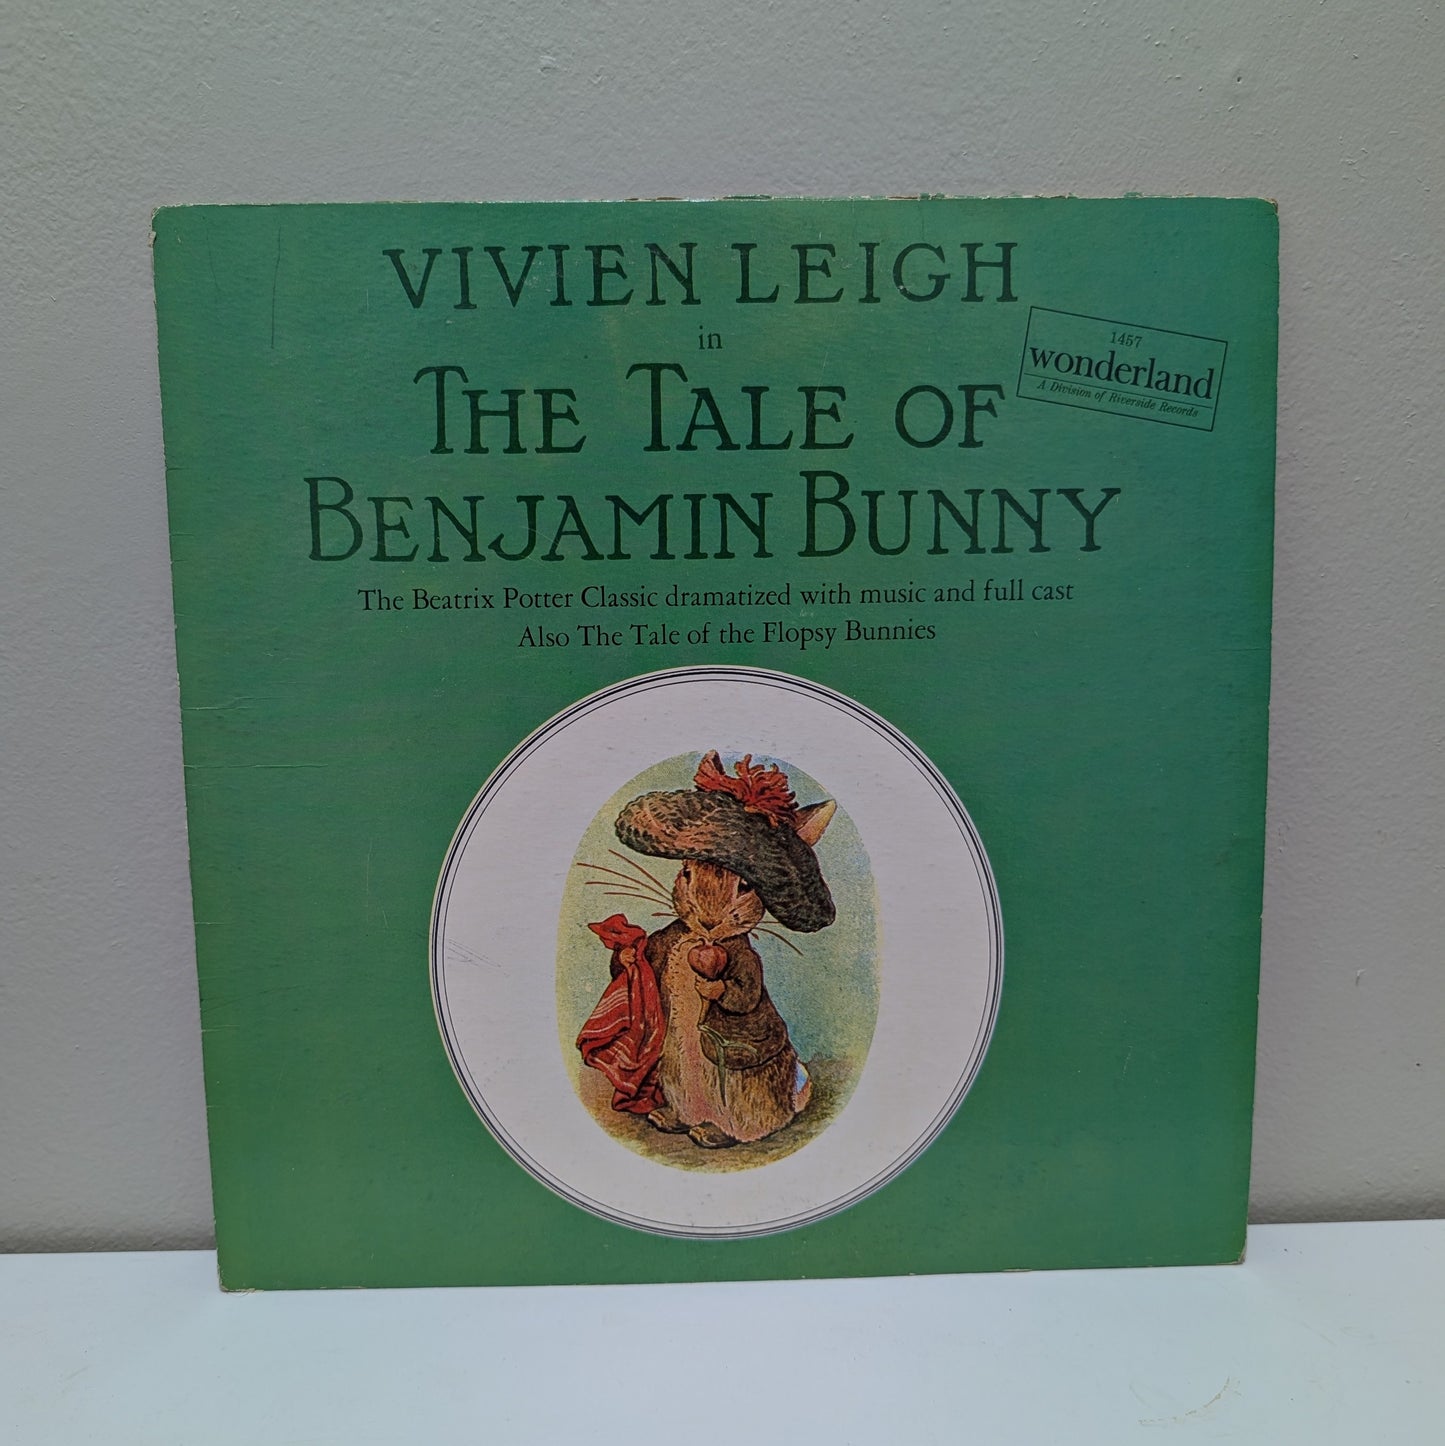 VIVIEN LEIGH
in
THE TALE OF
BENJAMIN BUNNY
1457
wonderland
A Division of Riverside Records
The Beatrix Potter Classic dramatized with music and full cast
Also The Tale of the Flopsy Bunnies